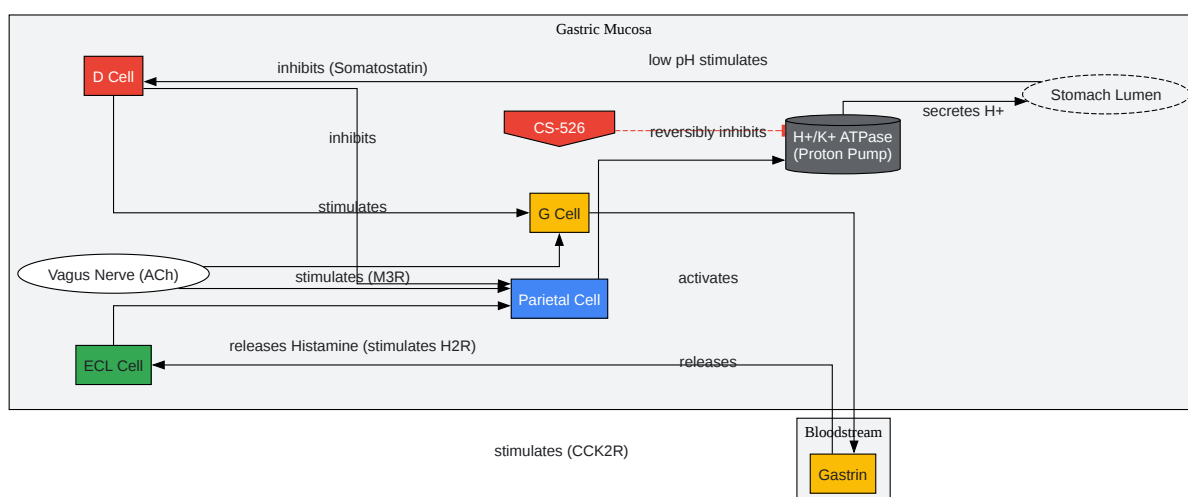 Gastric Mucosa
low pH stimulates
inhibits (Somatostatin)
D Cell
Stomach Lumen
secretes H+
CS-526
reversibly inhibits
H+/K+ ATPase
(Proton Pump)
inhibits
stimulates
G Cell
Vagus Nerve (ACh)
stimulates (M3R)
activates
Parietal Cell
releases Histamine (stimulates H2R)
ECL Cell
releases
Bloodstream
stimulates (CCK2R)
Gastrin